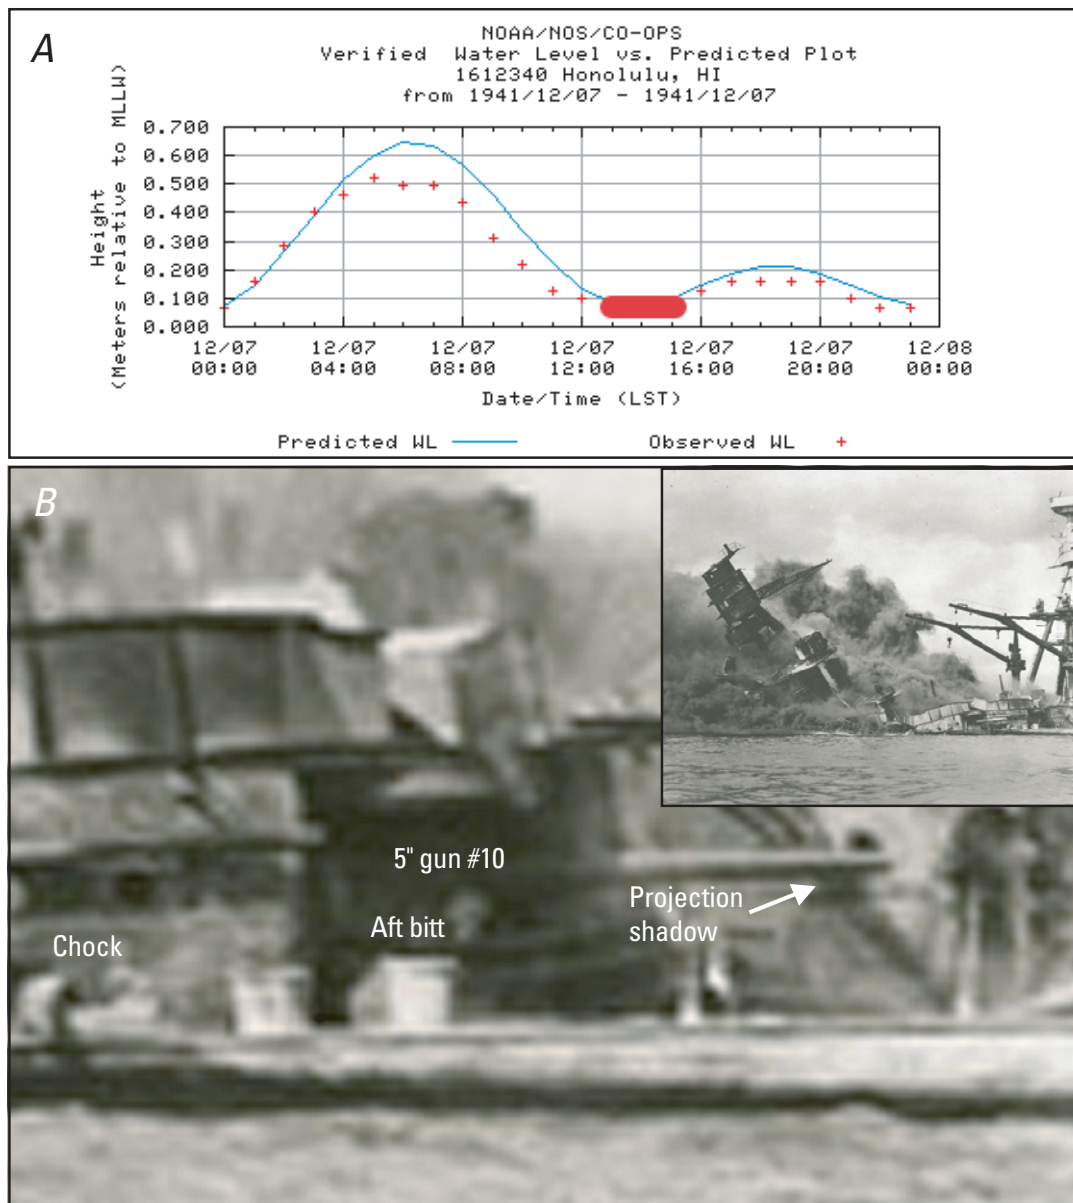 A
NOAA/NOS/CO-OPS
Verified Water Level vs. Predicted Plot
1612340 Honolulu, HI
from 1941/12/07 - 1941/12/07
Height
(Meters relative to MLLW)
0.700
0.600
0.500
0.400
0.300
0.200
0.100
0.000
12/07 12/07 12/07 12/07 12/07 12/07 12/08
00:00 04:00 08:00 12:00 16:00 20:00 00:00
Date/Time (LST)
Predicted WL Observed WL
B
5" gun #10
Projection
shadow
Aft bitt
Chock